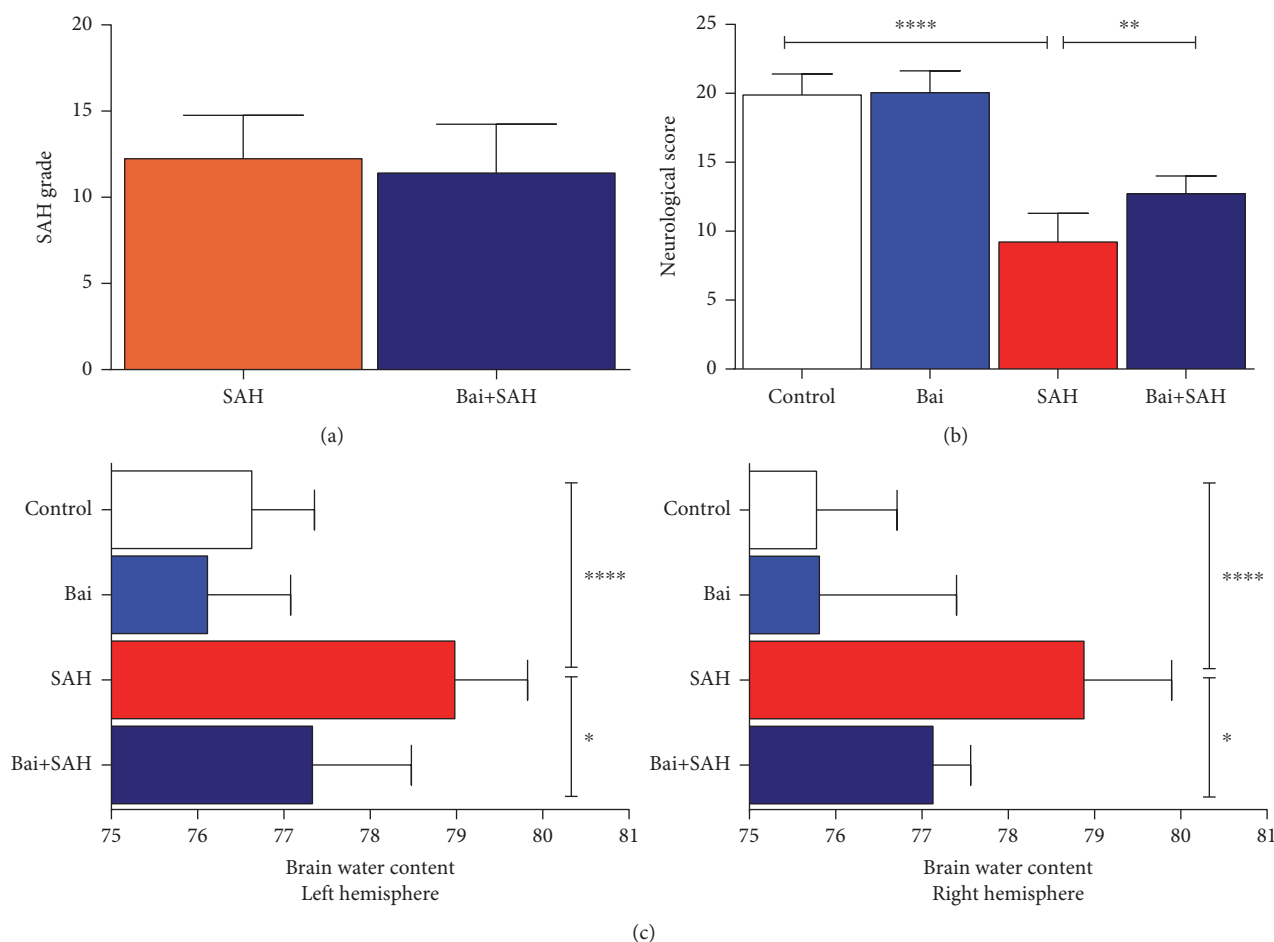 20
15
10
5
0
SAH grade
SAH
Bai+SAH
(a)
25
20
15
10
5
0
Neurological score
****
**
Control
Bai
SAH
Bai+SAH
(b)
Control
Bai
SAH
Bai+SAH
****
*
75
76
77
78
79
80
81
Brain water content
Left hemisphere
Control
Bai
SAH
Bai+SAH
****
*
75
76
77
78
79
80
81
Brain water content
Right hemisphere
(c)